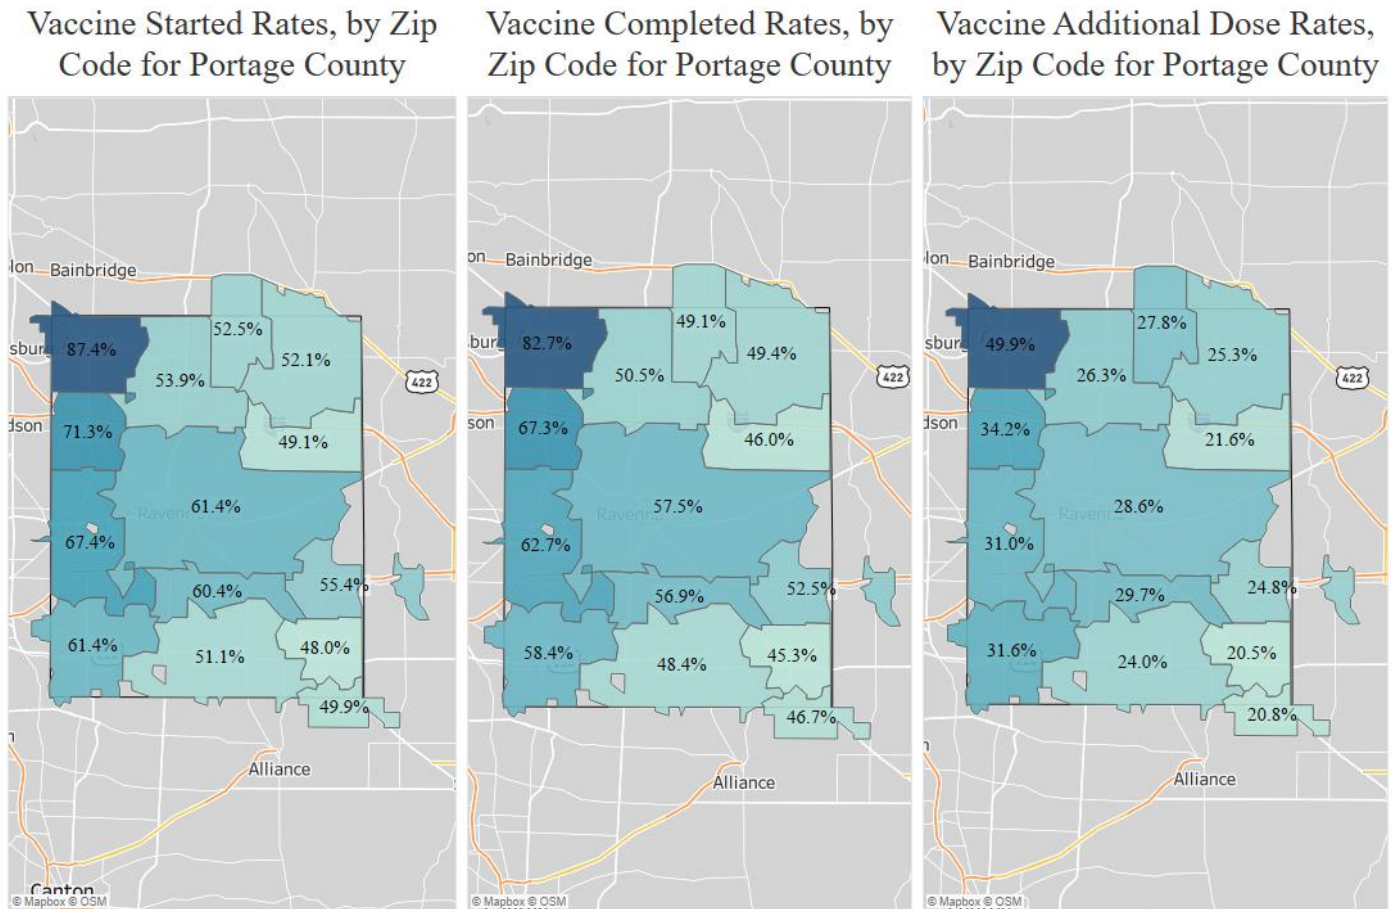 Vaccine Started Rates, by Zip
Code for Portage County
Bainbridge
87.4%
52.5%
52.1%
53.9%
422
71.3%
49.1%
61.4%
Ravenna
67.4%
55.4%
60.4%
61.4%
51.1%
48.0%
49.9%
Alliance
Canton
© Mapbox © OSM
Vaccine Completed Rates, by
Zip Code for Portage County
Bainbridge
49.1%
82.7%
49.4%
50.5%
422
67.3%
46.0%
57.5%
62.7%
52.5%
56.9%
58.4%
48.4%
45.3%
46.7%
Alliance
© Mapbox © OSM
Vaccine Additional Dose Rates,
by Zip Code for Portage County
Bainbridge
27.8%
49.9%
25.3%
26.3%
422
34.2%
21.6%
28.6%
31.0%
24.8%
29.7%
31.6%
24.0%
20.5%
20.8%
Alliance
© Mapbox © OSM